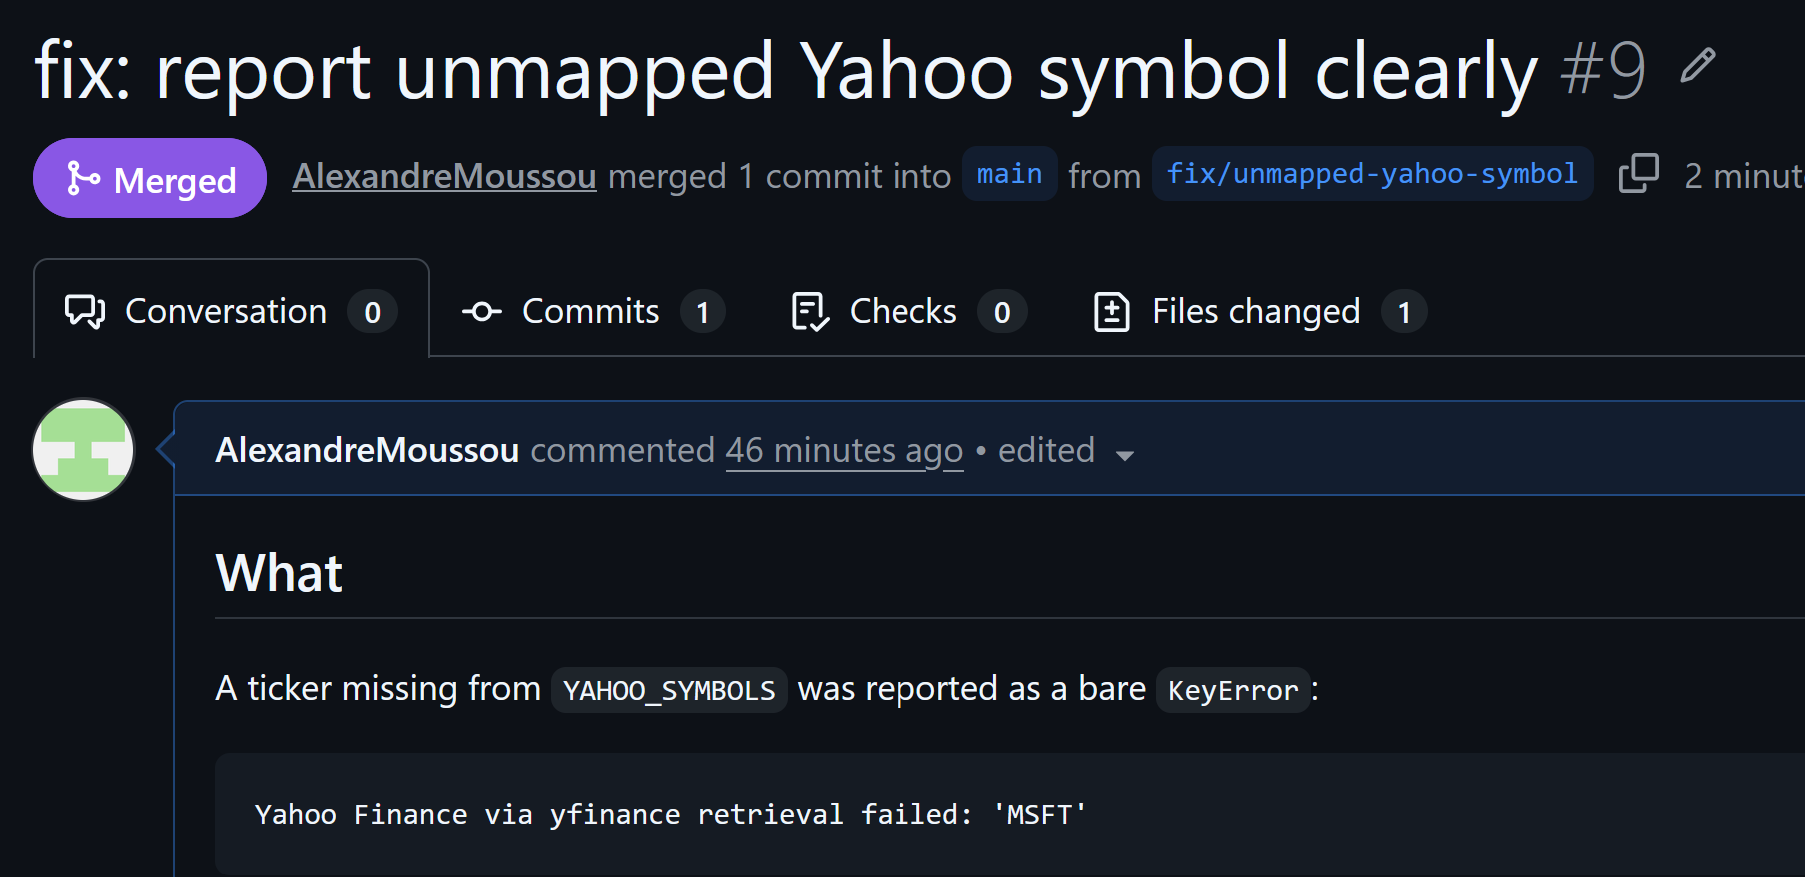 fix: report unmapped Yahoo symbol clearly #9
Merged AlexandreMoussou merged 1 commit into main from fix/unmapped-yahoo-symbol 2 minut
Conversation 0 Commits 1 Checks 0 Files changed 1
AlexandreMoussou commented 46 minutes ago • edited
What
A ticker missing from YAHOO_SYMBOLS was reported as a bare KeyError:
Yahoo Finance via yfinance retrieval failed: 'MSFT'